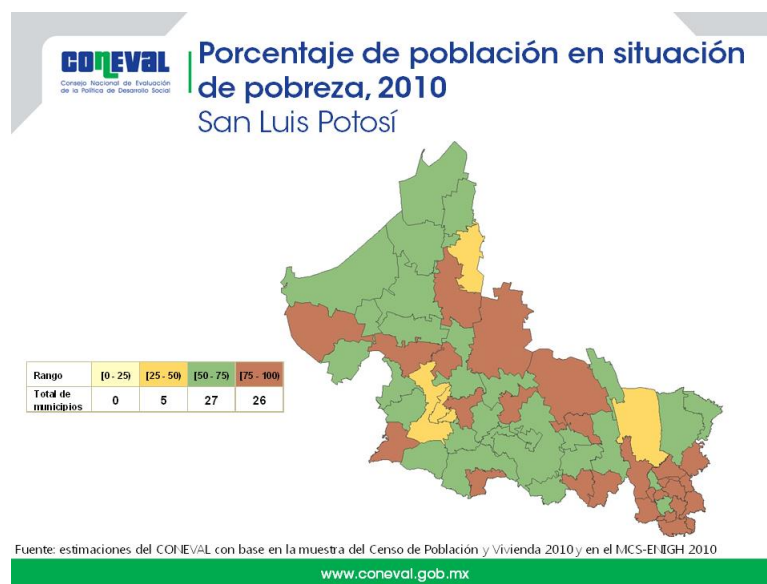 CONEVAL
Consejo Nacional de Evaluación
de la Política de Desarrollo Social
Porcentaje de población en situación
de pobreza, 2010
San Luis Potosí
Rango [0 - 25) [25 - 50) [50 - 75) [75 - 100)
Total de
municipios 0 5 27 26
Fuente: estimaciones del CONEVAL con base en la muestra del Censo de Población y Vivienda 2010 y en el MCS-ENIGH 2010
www.coneval.gob.mx